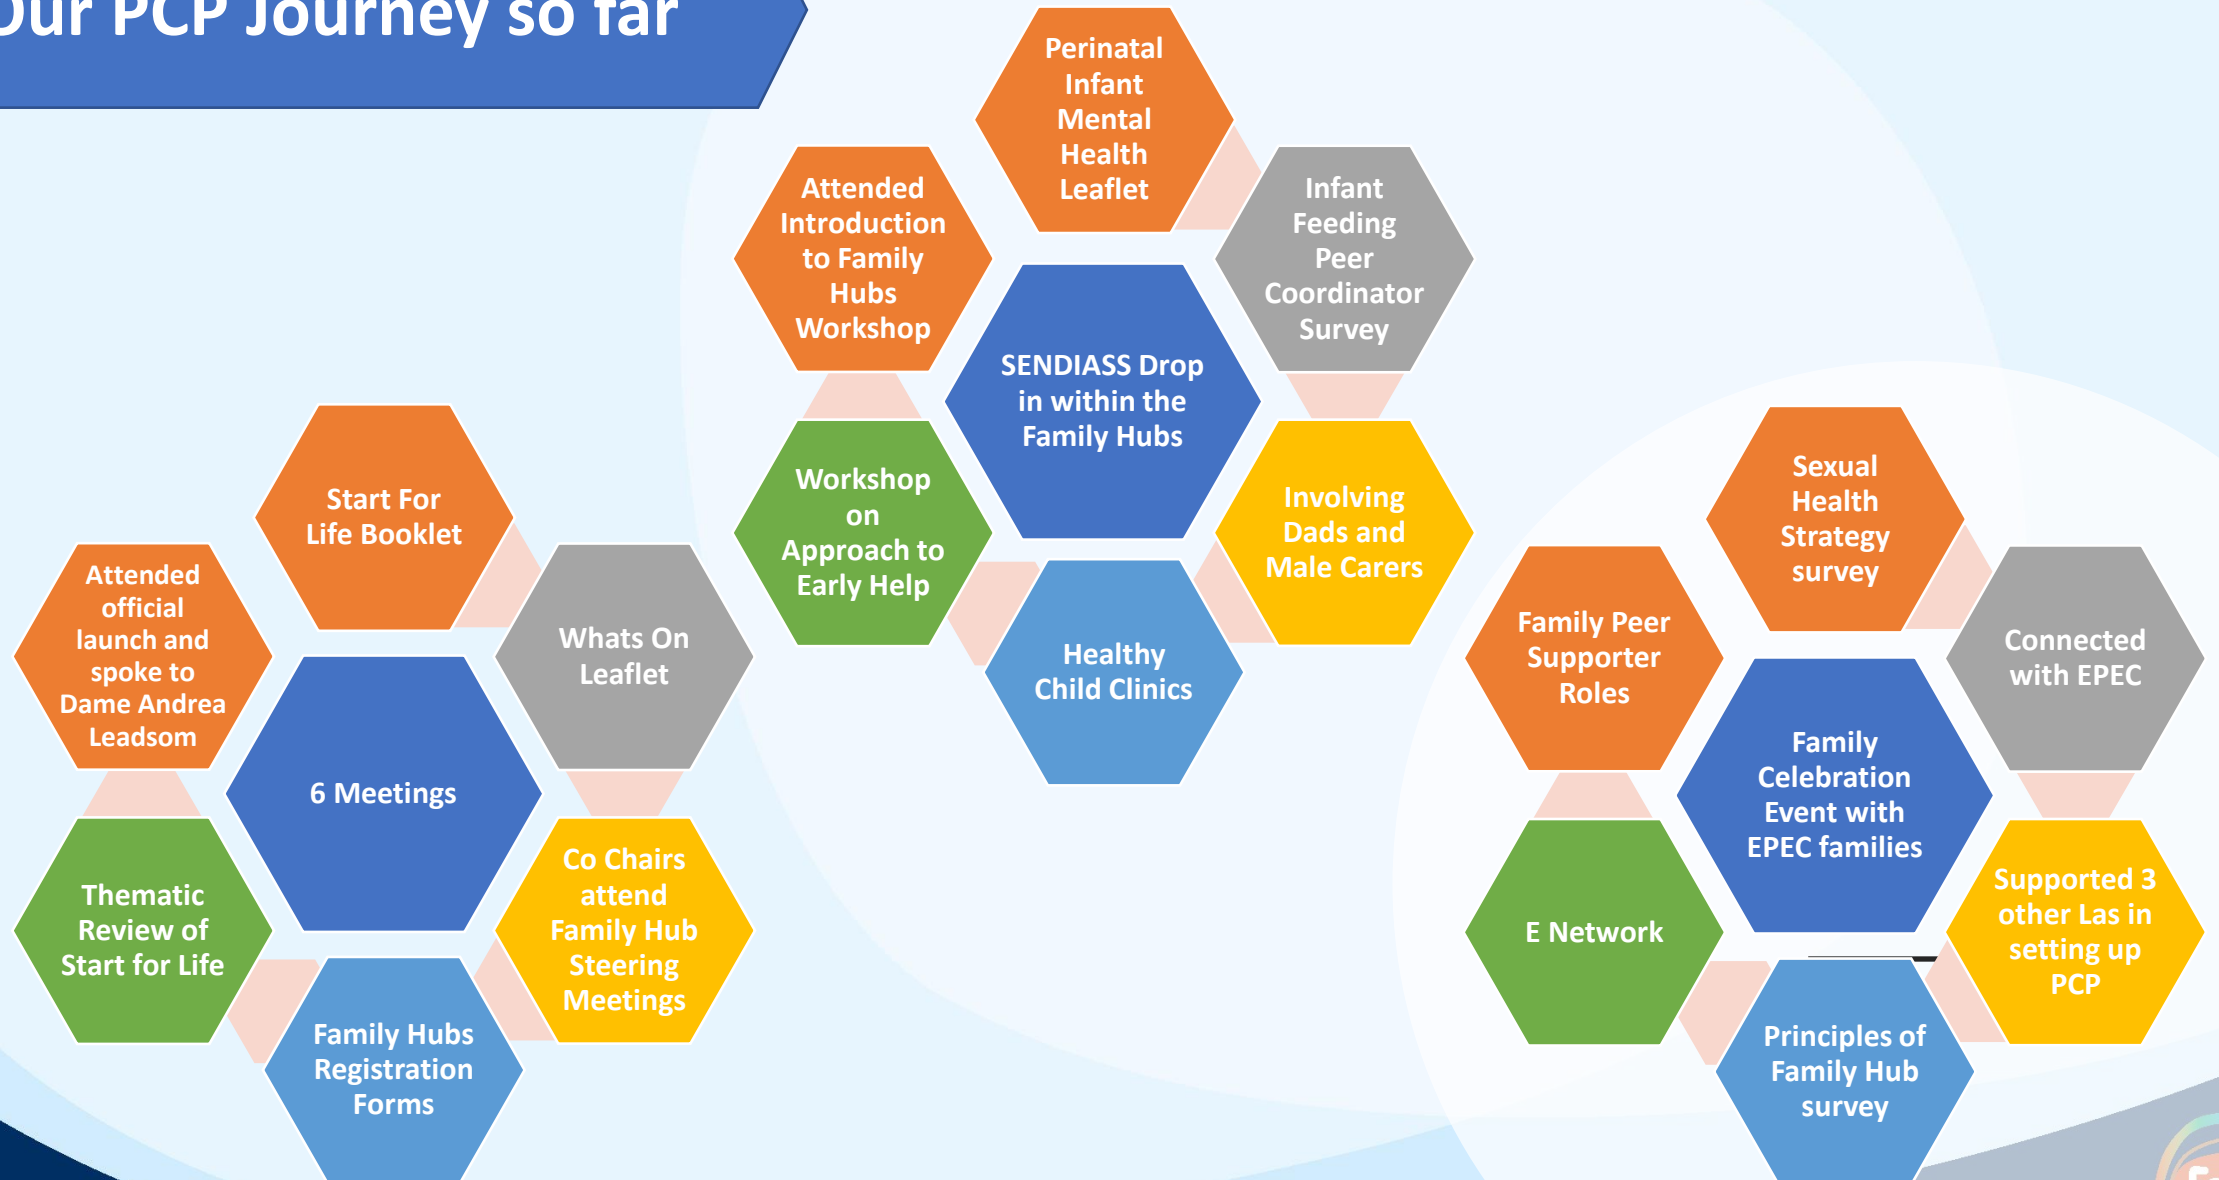 Our PCP Journey so far
Start For
Life Booklet
Attended
official
launch and
spoke to
Dame Andrea
Leadsom
Whats On
Leaflet
6 Meetings
Thematic
Review of
Start for Life
Co Chairs
attend
Family Hub
Steering
Meetings
Family Hubs
Registration
Forms
Perinatal
Infant
Mental
Health
Leaflet
Attended
Introduction
to Family
Hubs
Workshop
Infant
Feeding
Peer
Coordinator
Survey
SENDIASS Drop
in within the
Family Hubs
Workshop
on
Approach to
Early Help
Involving
Dads and
Male Carers
Healthy
Child Clinics
Sexual
Health
Strategy
survey
Family Peer
Supporter
Roles
Connected
with EPEC
Family
Celebration
Event with
EPEC families
E Network
Supported 3
other Las in
setting up
PCP
Principles of
Family Hub
survey